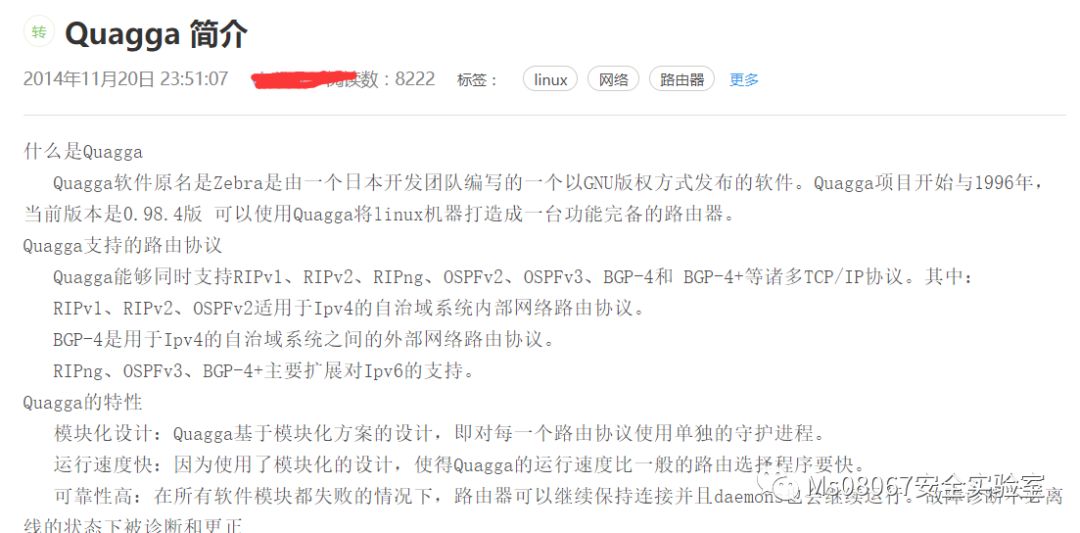 转 Quagga 简介
2014年11月20日 23:51:07 阅读数：8222 标签： linux 网络 路由器 更多
什么是Quagga
Quagga软件原名是Zebra是由一个日本开发团队编写的一个以GNU版权方式发布的软件。Quagga项目开始与1996年，
当前版本是0.98.4版 可以使用Quagga将linux机器打造成一台功能完备的路由器。
Quagga支持的路由协议
Quagga能够同时支持RIPv1、RIPv2、RIPng、OSPFv2、OSPFv3、BGP-4和 BGP-4+等诸多TCP/IP协议。其中：
RIPv1、RIPv2、OSPFv2适用于Ipv4的自治域系统内部网络路由协议。
BGP-4是用于Ipv4的自治域系统之间的外部网络路由协议。
RIPng、OSPFv3、BGP-4+主要扩展对Ipv6的支持。
Quagga的特性
模块化设计：Quagga基于模块化方案的设计，即对每一个路由协议使用单独的守护进程。
运行速度快：因为使用了模块化的设计，使得Quagga的运行速度比一般的路由选择程序要快。
可靠性高：在所有软件模块都失败的情况下，路由器可以继续保持连接并且daemons也会继续运行。故障诊断不必离
线的状态下被诊断和更正
Ms08067安全实验室